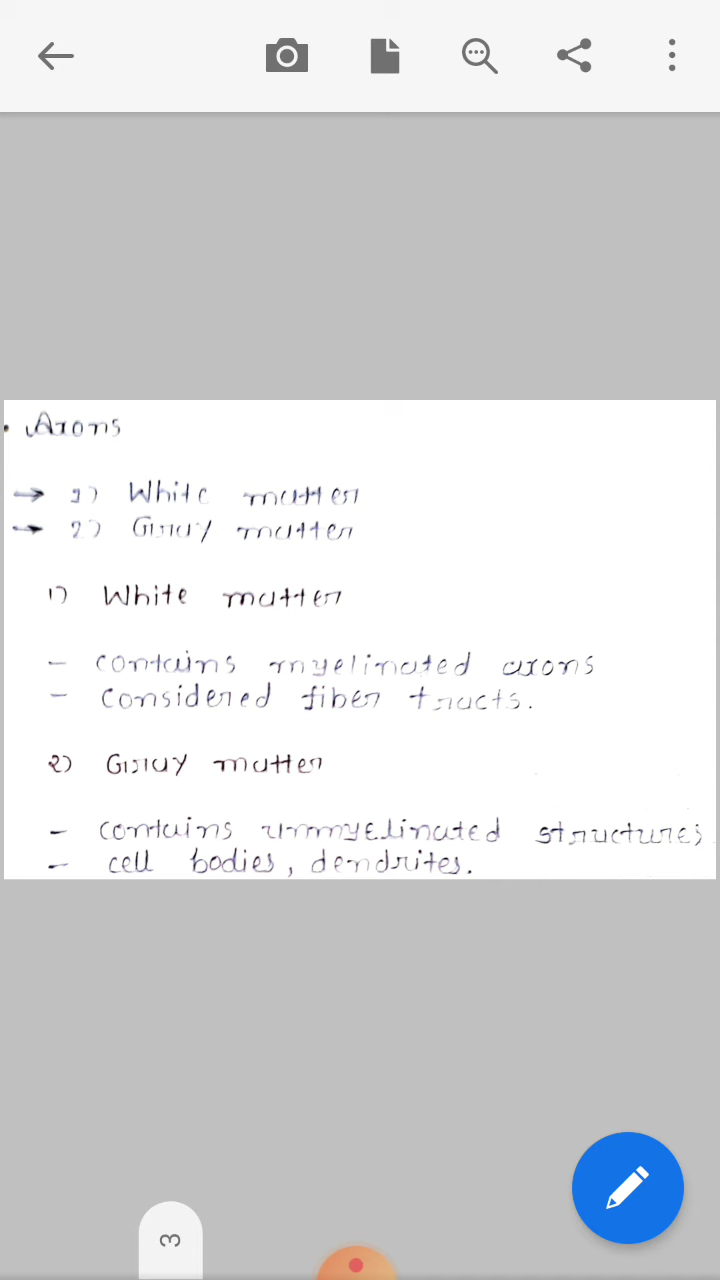 • Axons
→ 1) White matter
→ 2) Gray matter
1) White matter
- contains myelinated axons
- considered fiber tracts.
2) Gray matter
- contains unmyelinated structures
- cell bodies, dendrites.
3